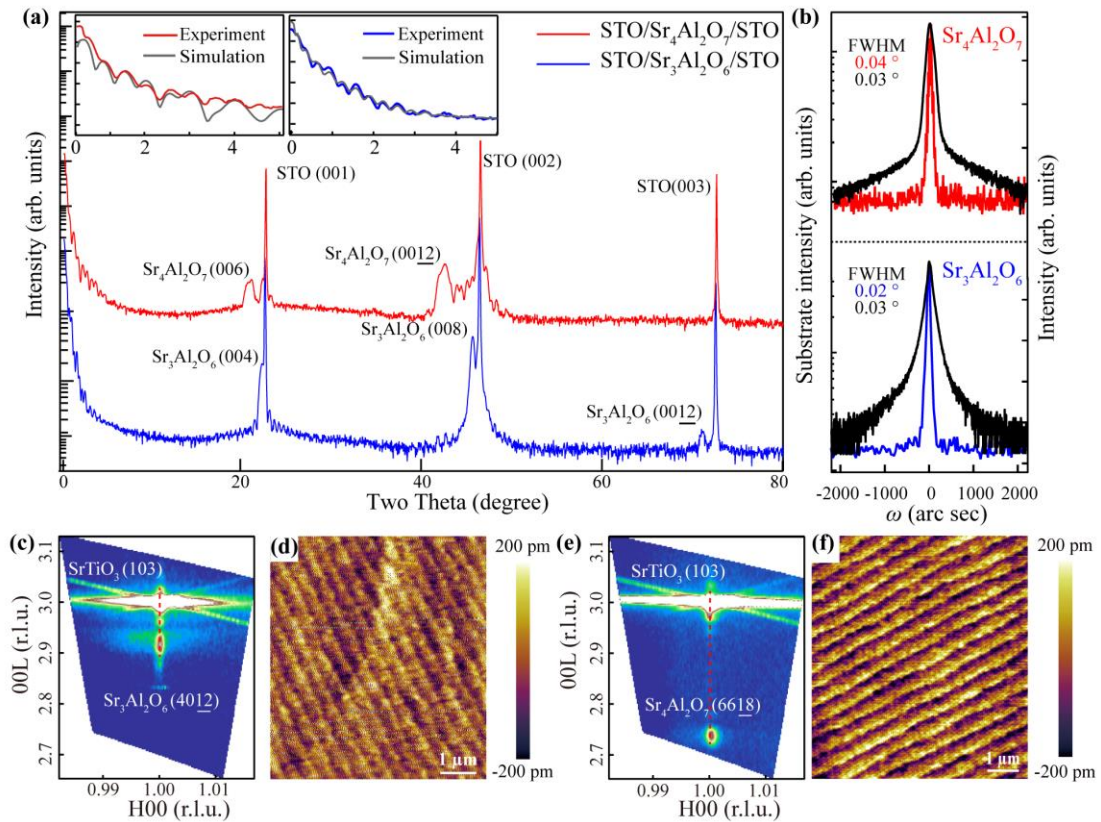 (a)
Experiment
Simulation
0 2 4
Experiment
Simulation
0 2 4
STO/Sr₄Al₂O₇/STO
STO/Sr₃Al₂O₆/STO
STO (001)
STO (002)
STO(003)
Sr₄Al₂O₇ (006)
Sr₄Al₂O₇ (0012)
Sr₃Al₂O₆ (004)
Sr₃Al₂O₆ (008)
Sr₃Al₂O₆ (0012)
Intensity (arb. units)
0 20 40 60 80
Two Theta (degree)
(b)
Sr₄Al₂O₇
FWHM
0.04 °
0.03 °
Sr₃Al₂O₆
FWHM
0.02 °
0.03 °
Substrate intensity (arb. units)
Intensity (arb. units)
-2000 -1000 0 1000 2000
ω (arc sec)
(c)
SrTiO₃ (103)
Sr₃Al₂O₆ (4012)
00L (r.l.u.)
3.1
3.0
2.9
2.8
2.7
0.99 1.00 1.01
H00 (r.l.u.)
(d)
1 μm
200 pm
-200 pm
(e)
SrTiO₃ (103)
Sr₄Al₂O₇ (6618)
00L (r.l.u.)
3.1
3.0
2.9
2.8
2.7
0.99 1.00 1.01
H00 (r.l.u.)
(f)
1 μm
200 pm
-200 pm